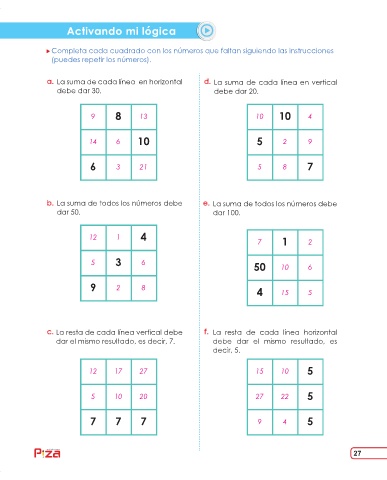 Activando mi lógica
Completa cada cuadrado con los números que faltan siguiendo las instrucciones
(puedes repetir los números).
a. La suma de cada línea en horizontal
debe dar 30.
9 8 13
14 6 10
6 3 21
b. La suma de todos los números debe
dar 50.
12 1 4
5 3 6
9 2 8
c. La resta de cada línea vertical debe
dar el mismo resultado, es decir, 7.
12 17 27
5 10 20
7 7 7
d. La suma de cada línea en vertical
debe dar 20.
10 10 4
5 2 9
5 8 7
e. La suma de todos los números debe
dar 100.
7 1 2
50 10 6
4 15 5
f. La resta de cada línea horizontal
debe dar el mismo resultado, es
decir, 5.
15 10 5
27 22 5
9 4 5
Piza
27